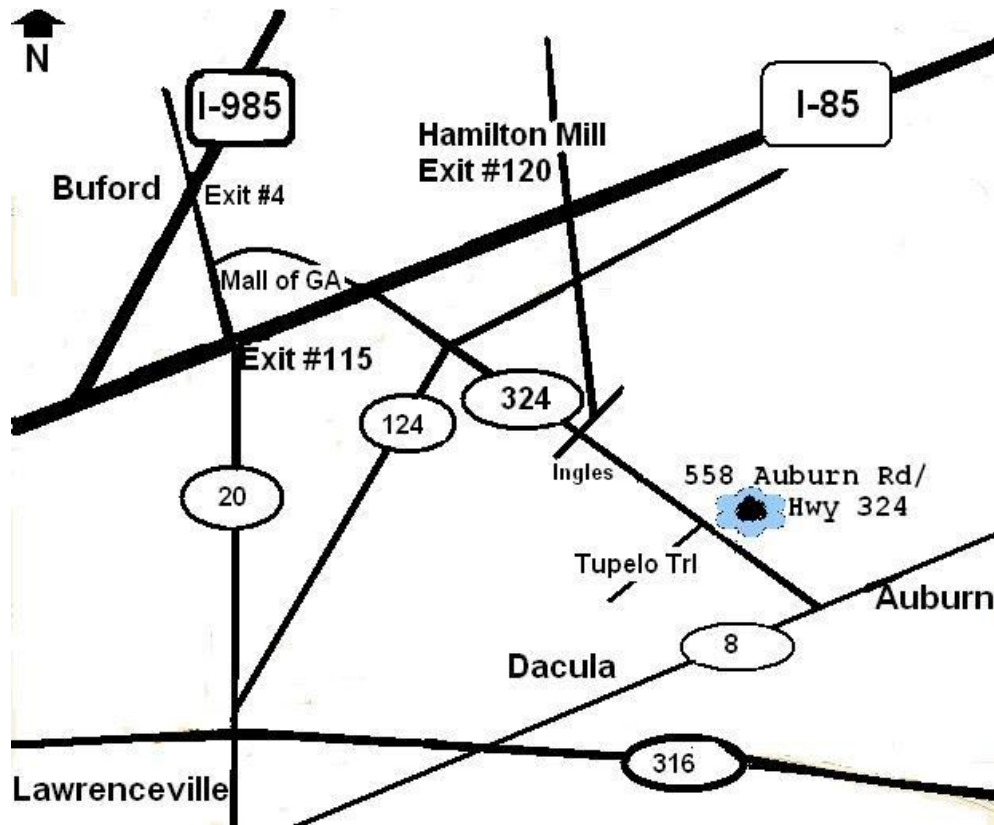 N
I-985
I-85
Hamilton Mill
Exit #120
Buford
Exit #4
Mall of GA
Exit #115
324
124
Ingles
558 Auburn Rd/
Hwy 324
20
Tupelo Trl
Auburn
8
Dacula
316
Lawrenceville